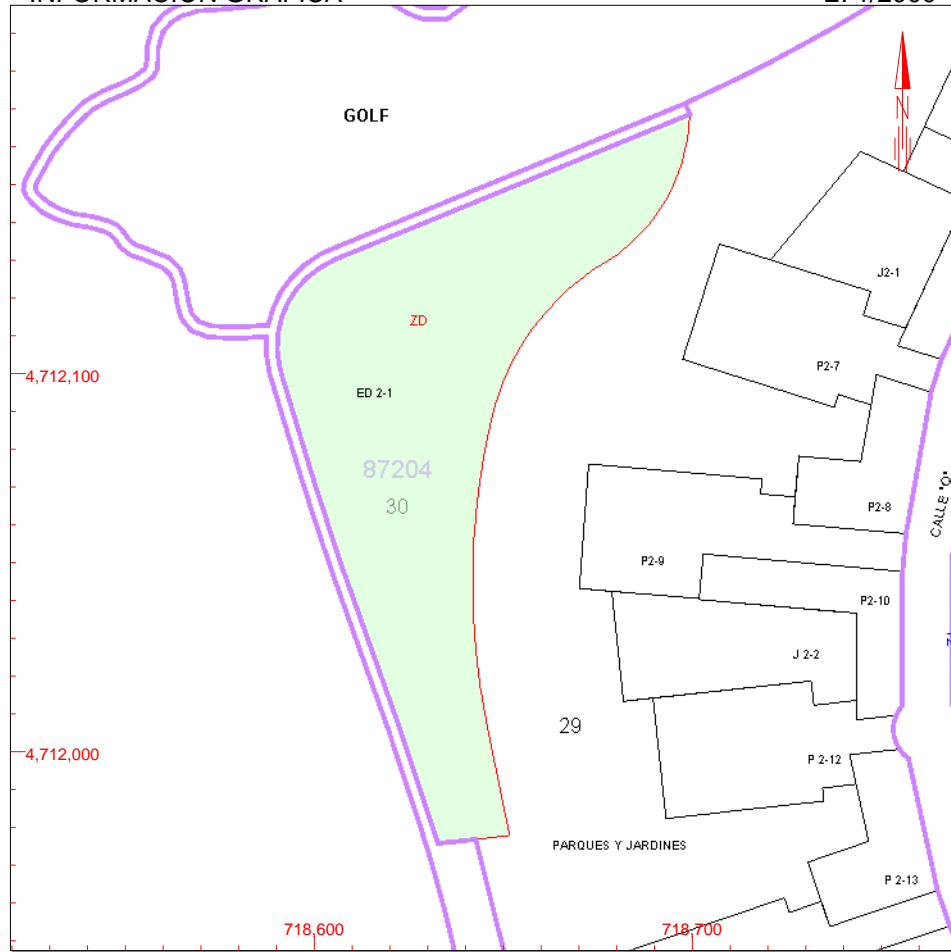 GOLF
N
J2-1
ZD
P2-7
4,712,100
ED 2-1
87204
30
P2-8
CALLE "O"
P2-9
P2-10
J 2-2
29
4,712,000
P 2-12
PARQUES Y JARDINES
P 2-13
718,600
718,700